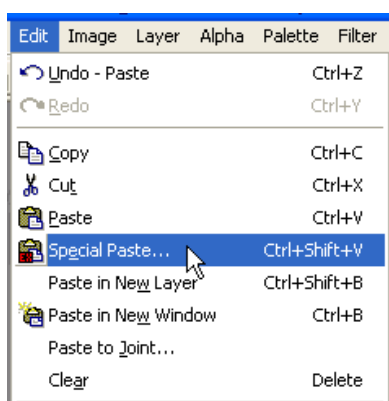 Edit Image Layer Alpha Palette Filter
Undo - Paste Ctrl+Z
Redo Ctrl+Y
Copy Ctrl+C
Cut Ctrl+X
Paste Ctrl+V
Special Paste... Ctrl+Shift+V
Paste in New Layer Ctrl+Shift+B
Paste in New Window Ctrl+B
Paste to Joint...
Clear Delete